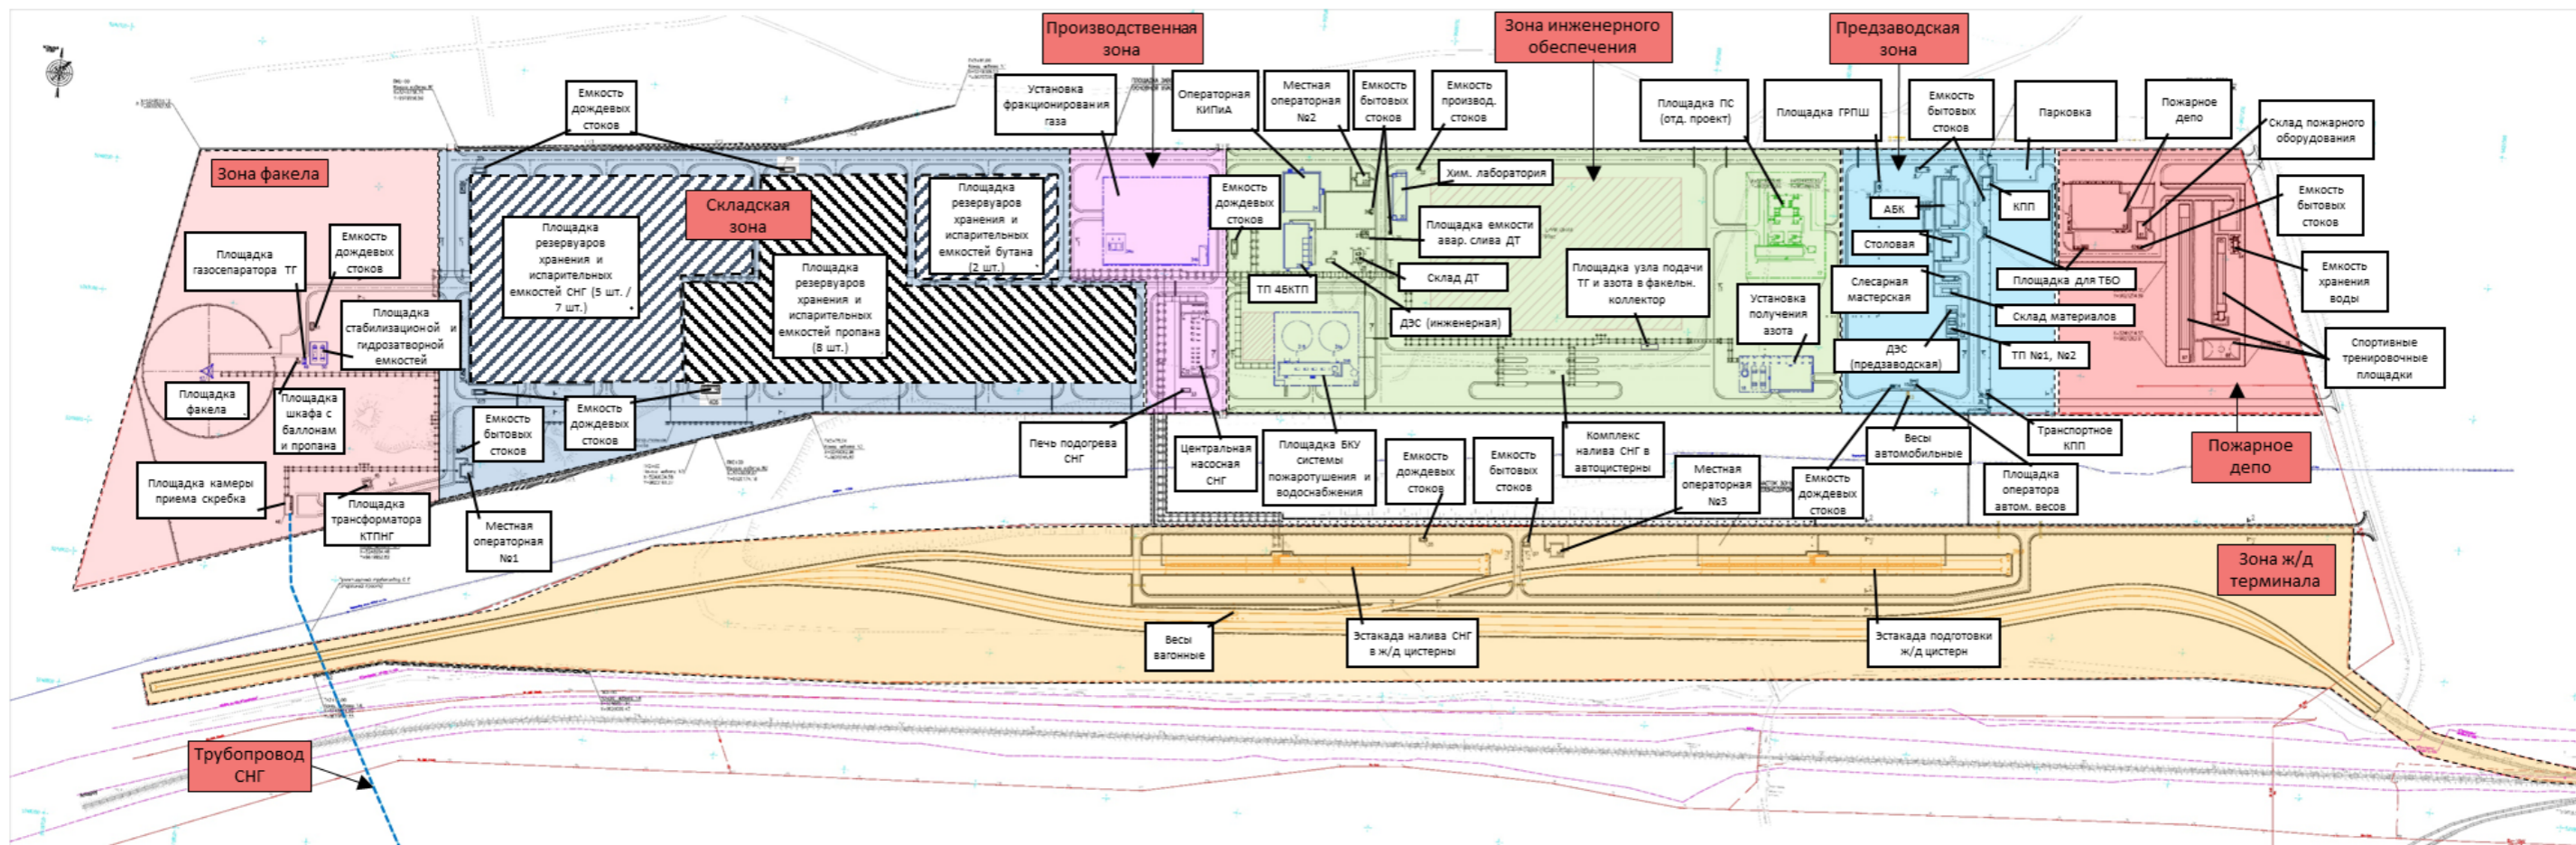 Производственная
зона
Зона инженерного
обеспечения
Предзаводская
зона
Емкость
дождевых
стоков
Установка
фракционирования
газа
Операторная
КИПиА
Местная
операторная
№2
Емкость
бытовых
стоков
Емкость
производ.
стоков
Площадка ПС
(отд. проект)
Площадка ГРПШ
Емкость
бытовых
стоков
Парковка
Пожарное
депо
Склад пожарного
оборудования
Зона факела
Складская
зона
Площадка
резервуаров
хранения и
испарительных
емкостей СНГ (5 шт. /
7 шт.)
Площадка
резервуаров
хранения и
испарительных
емкостей пропана
(8 шт.)
Площадка
резервуаров
хранения и
испарительных
емкостей бутана
(2 шт.)
Емкость
дождевых
стоков
Хим. лаборатория
Площадка емкости
авар. слива ДТ
Склад ДТ
ТП 4БКТП
ДЭС (инженерная)
Площадка узла подачи
ТГ и азота в факельн.
коллектор
Установка
получения
азота
АБК
Столовая
Слесарная
мастерская
ДЭС
(предзаводская)
КПП
Площадка для ТБО
Склад материалов
ТП №1, №2
Емкость
бытовых
стоков
Емкость
хранения
воды
Спортивные
тренировочные
площадки
Площадка
газосепаратора ТГ
Емкость
дождевых
стоков
Площадка
стабилизационой и
гидрозатворной
емкостей
Площадка
факела
Площадка
шкафа с
баллонам
и пропана
Емкость
бытовых
стоков
Емкость
дождевых
стоков
Площадка камеры
приема скребка
Площадка
трансформатора
КТПНГ
Местная
операторная
№1
Печь подогрева
СНГ
Центральная
насосная
СНГ
Площадка БКУ
системы
пожаротушения и
водоснабжения
Емкость
дождевых
стоков
Емкость
бытовых
стоков
Комплекс
налива СНГ в
автоцистерны
Местная
операторная
№3
Емкость
дождевых
стоков
Весы
автомобильные
Площадка
оператора
автом. весов
Транспортное
КПП
Пожарное
депо
Зона ж/д
терминала
Весы
вагонные
Эстакада налива СНГ
в ж/д цистерны
Эстакада подготовки
ж/д цистерн
Трубопровод
СНГ